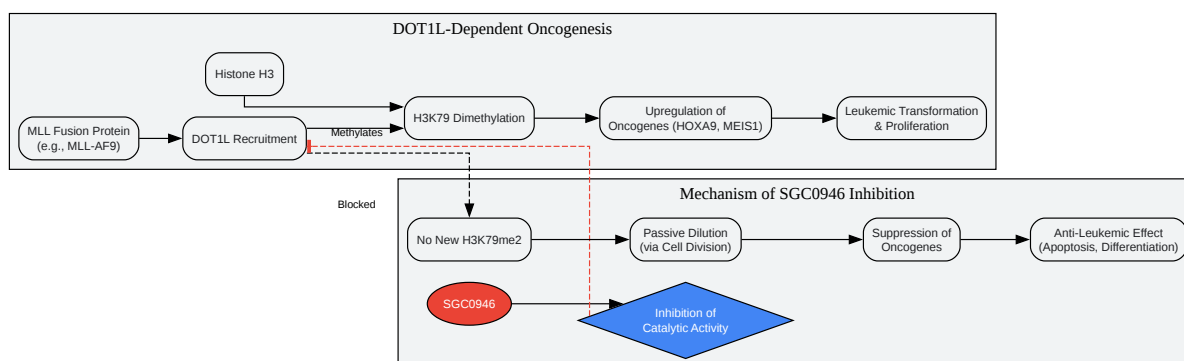 DOT1L-Dependent Oncogenesis
Histone H3
MLL Fusion Protein
(e.g., MLL-AF9)
DOT1L Recruitment
Methylates
H3K79 Dimethylation
Upregulation of
Oncogenes (HOXA9, MEIS1)
Leukemic Transformation
& Proliferation
Blocked
Mechanism of SGC0946 Inhibition
No New H3K79me2
Passive Dilution
(via Cell Division)
Suppression of
Oncogenes
Anti-Leukemic Effect
(Apoptosis, Differentiation)
SGC0946
Inhibition of
Catalytic Activity